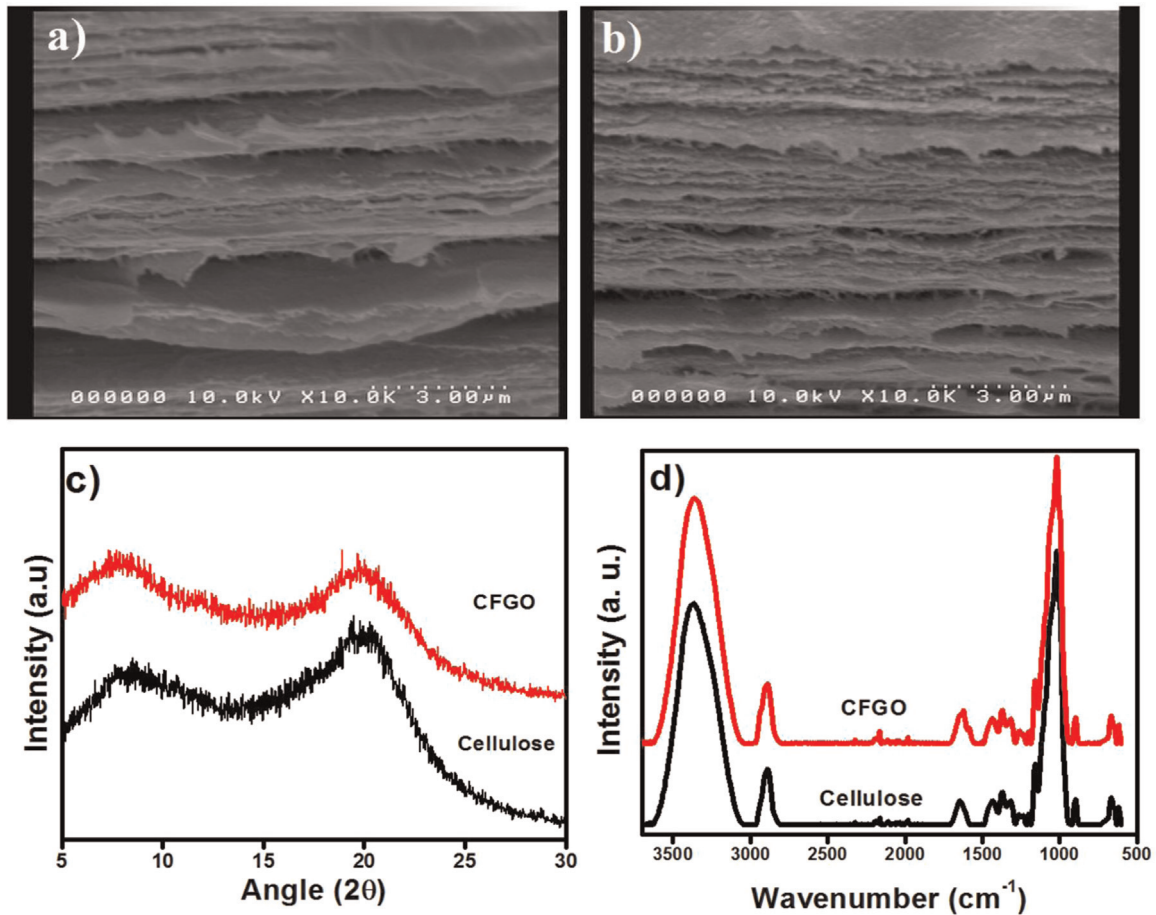 a)
000000 10.0kV X10.0K 3.00µm
b)
000000 10.0kV X10.0K 3.00µm
c)
CFGO
Cellulose
Intensity (a.u)
5 10 15 20 25 30
Angle (2θ)
d)
CFGO
Cellulose
Intensity (a. u.)
3500 3000 2500 2000 1500 1000 500
Wavenumber (cm⁻¹)